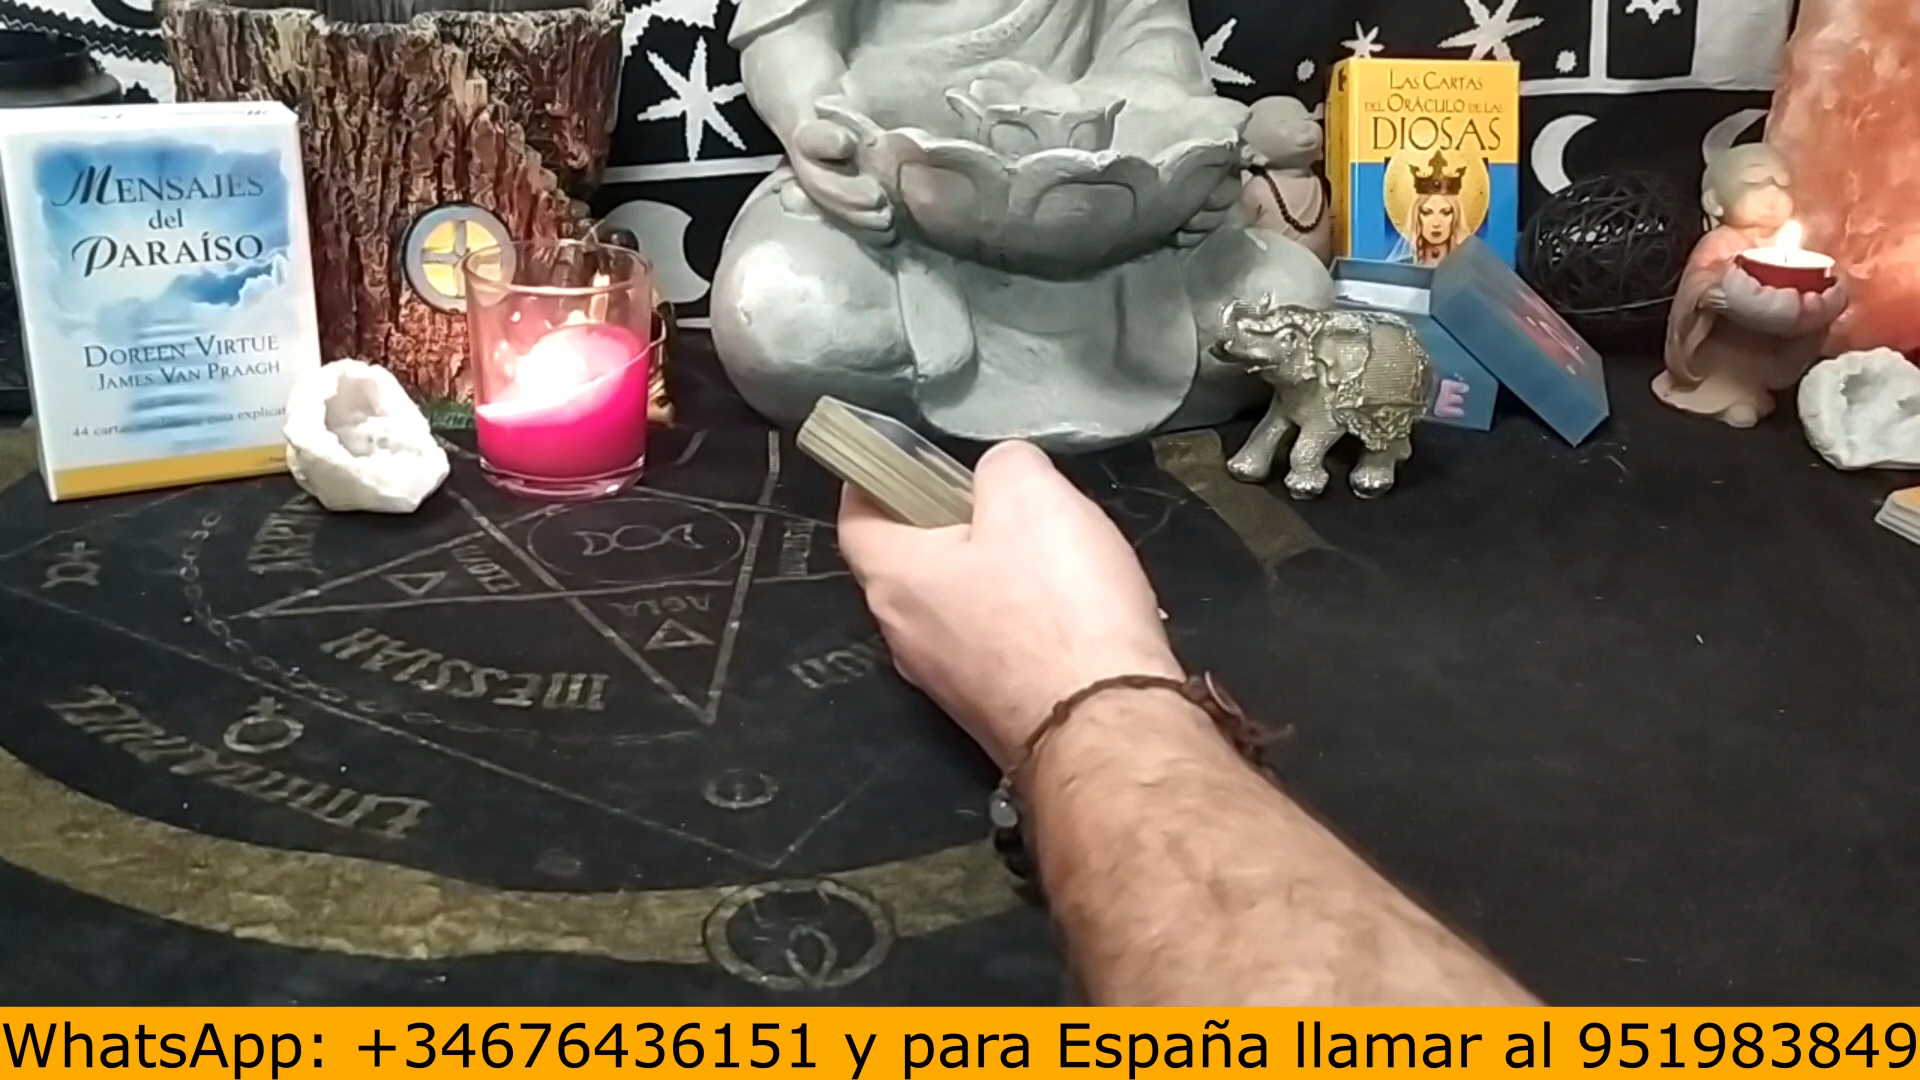 MENSAJES
del
PARAÍSO
DOREEN VIRTUE
JAMES VAN PRAAGH
LAS CARTAS
DEL ORÁCULO DE LAS
DIOSAS
E
AGLA
MESSIAH
WhatsApp: +34676436151 y para España llamar al 951983849